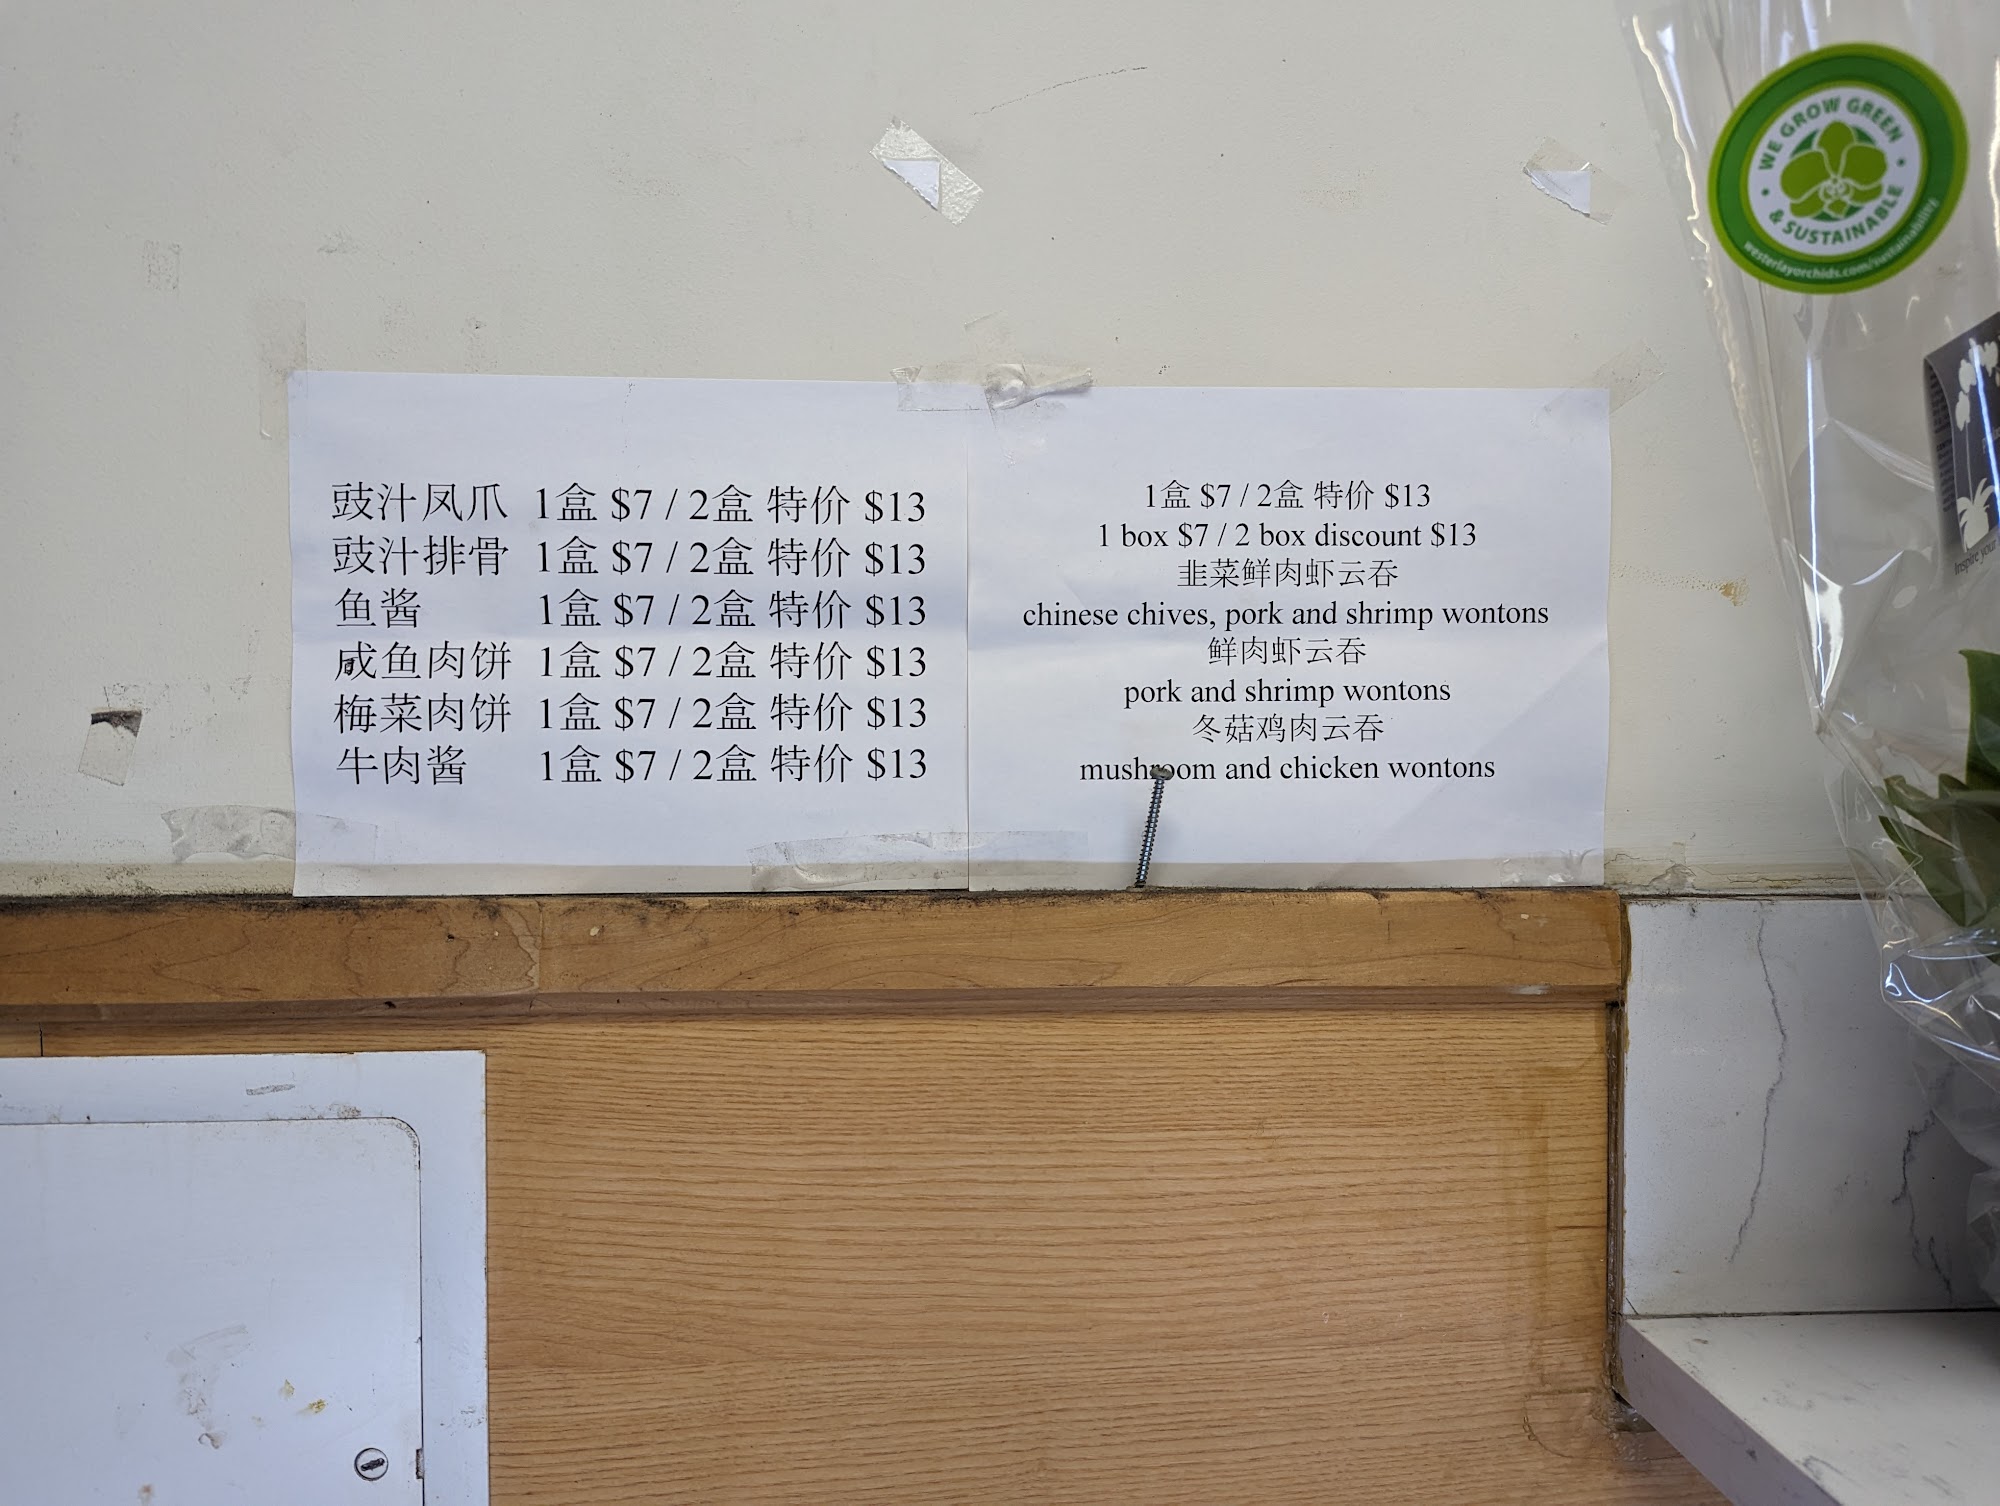 豉汁凤爪 1盒 $7 / 2盒 特价 $13
豉汁排骨 1盒 $7 / 2盒 特价 $13
鱼酱 1盒 $7 / 2盒 特价 $13
咸鱼肉饼 1盒 $7 / 2盒 特价 $13
梅菜肉饼 1盒 $7 / 2盒 特价 $13
牛肉酱 1盒 $7 / 2盒 特价 $13
1盒 $7 / 2盒 特价 $13
1 box $7 / 2 box discount $13
韭菜鲜肉虾云吞
chinese chives, pork and shrimp wontons
鲜肉虾云吞
pork and shrimp wontons
冬菇鸡肉云吞
mushroom and chicken wontons
WE GROW GREEN
& SUSTAINABLE
westerlayorchids.com/sustainability
Inspire your